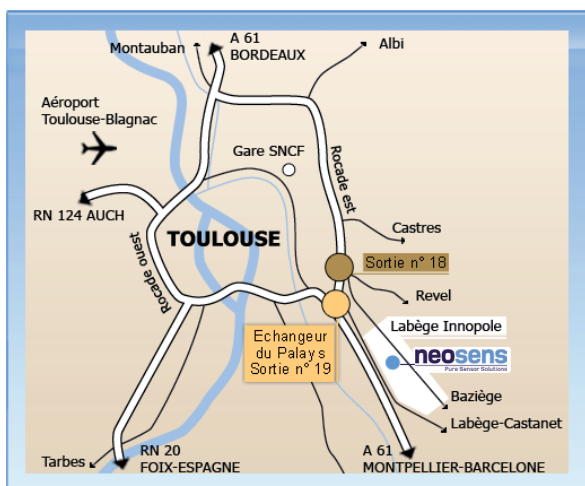 A 61
BORDEAUX
Montauban
Albi
Aéroport
Toulouse-Blagnac
Gare SNCF
Rocade est
RN 124 AUCH
Castres
TOULOUSE
Sortie n° 18
Rocade ouest
Revel
Labège Innopole
Echangeur
du Palays
Sortie n° 19
neosens
Pure Sensor Solutions
Baziège
Labège-Castanet
Tarbes
RN 20
FOIX-ESPAGNE
A 61
MONTPELLIER-BARCELONE